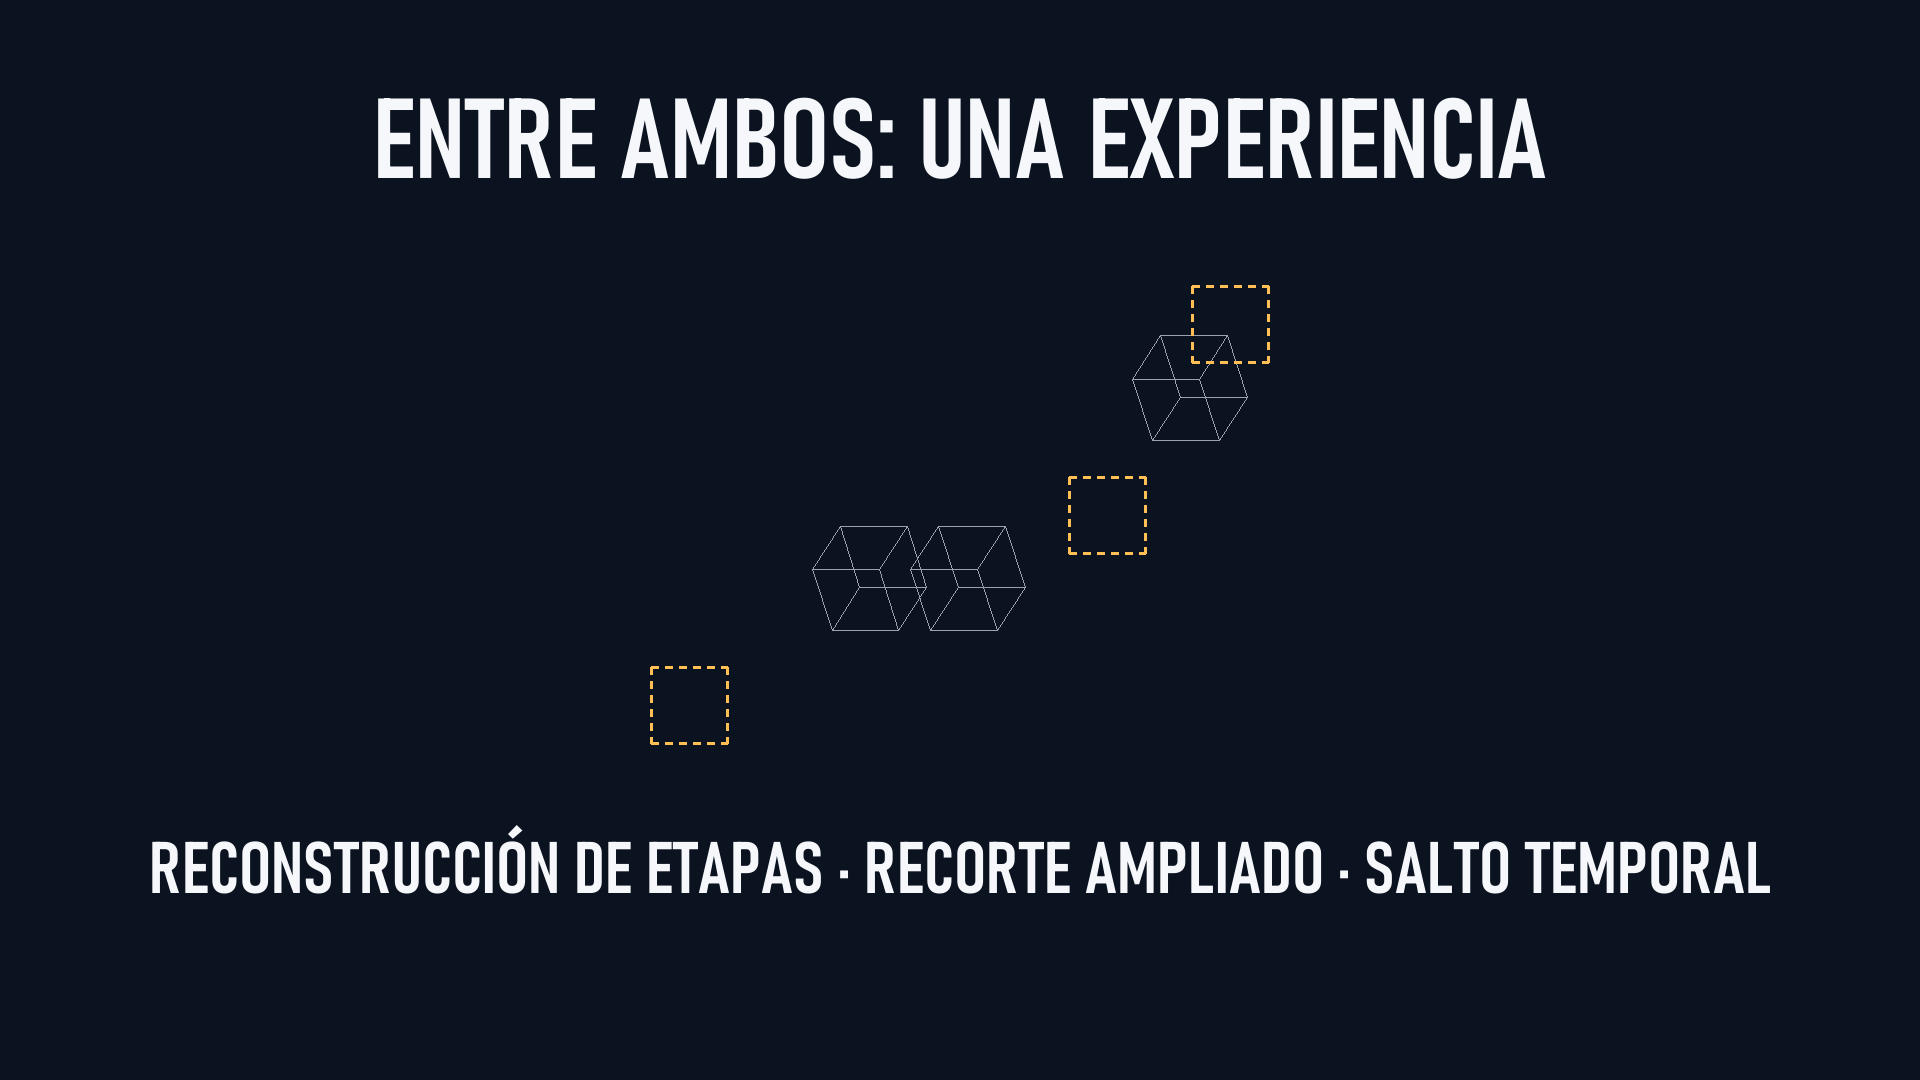 ENTRE AMBOS: UNA EXPERIENCIA
RECONSTRUCCIÓN DE ETAPAS · RECORTE AMPLIADO · SALTO TEMPORAL